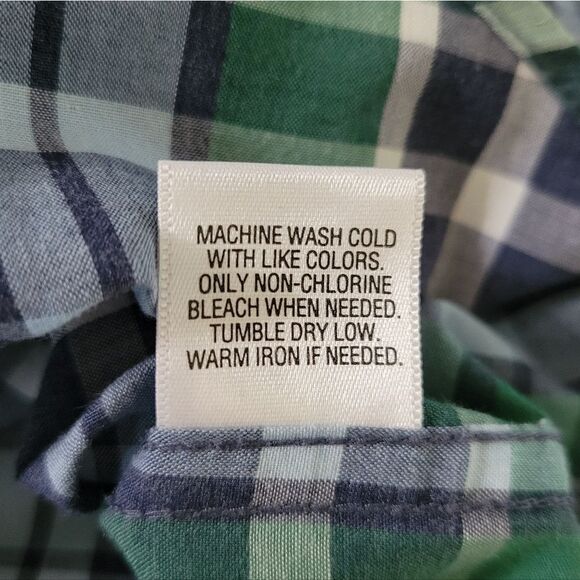 MACHINE WASH COLD
WITH LIKE COLORS.
ONLY NON-CHLORINE
BLEACH WHEN NEEDED.
TUMBLE DRY LOW.
WARM IRON IF NEEDED.